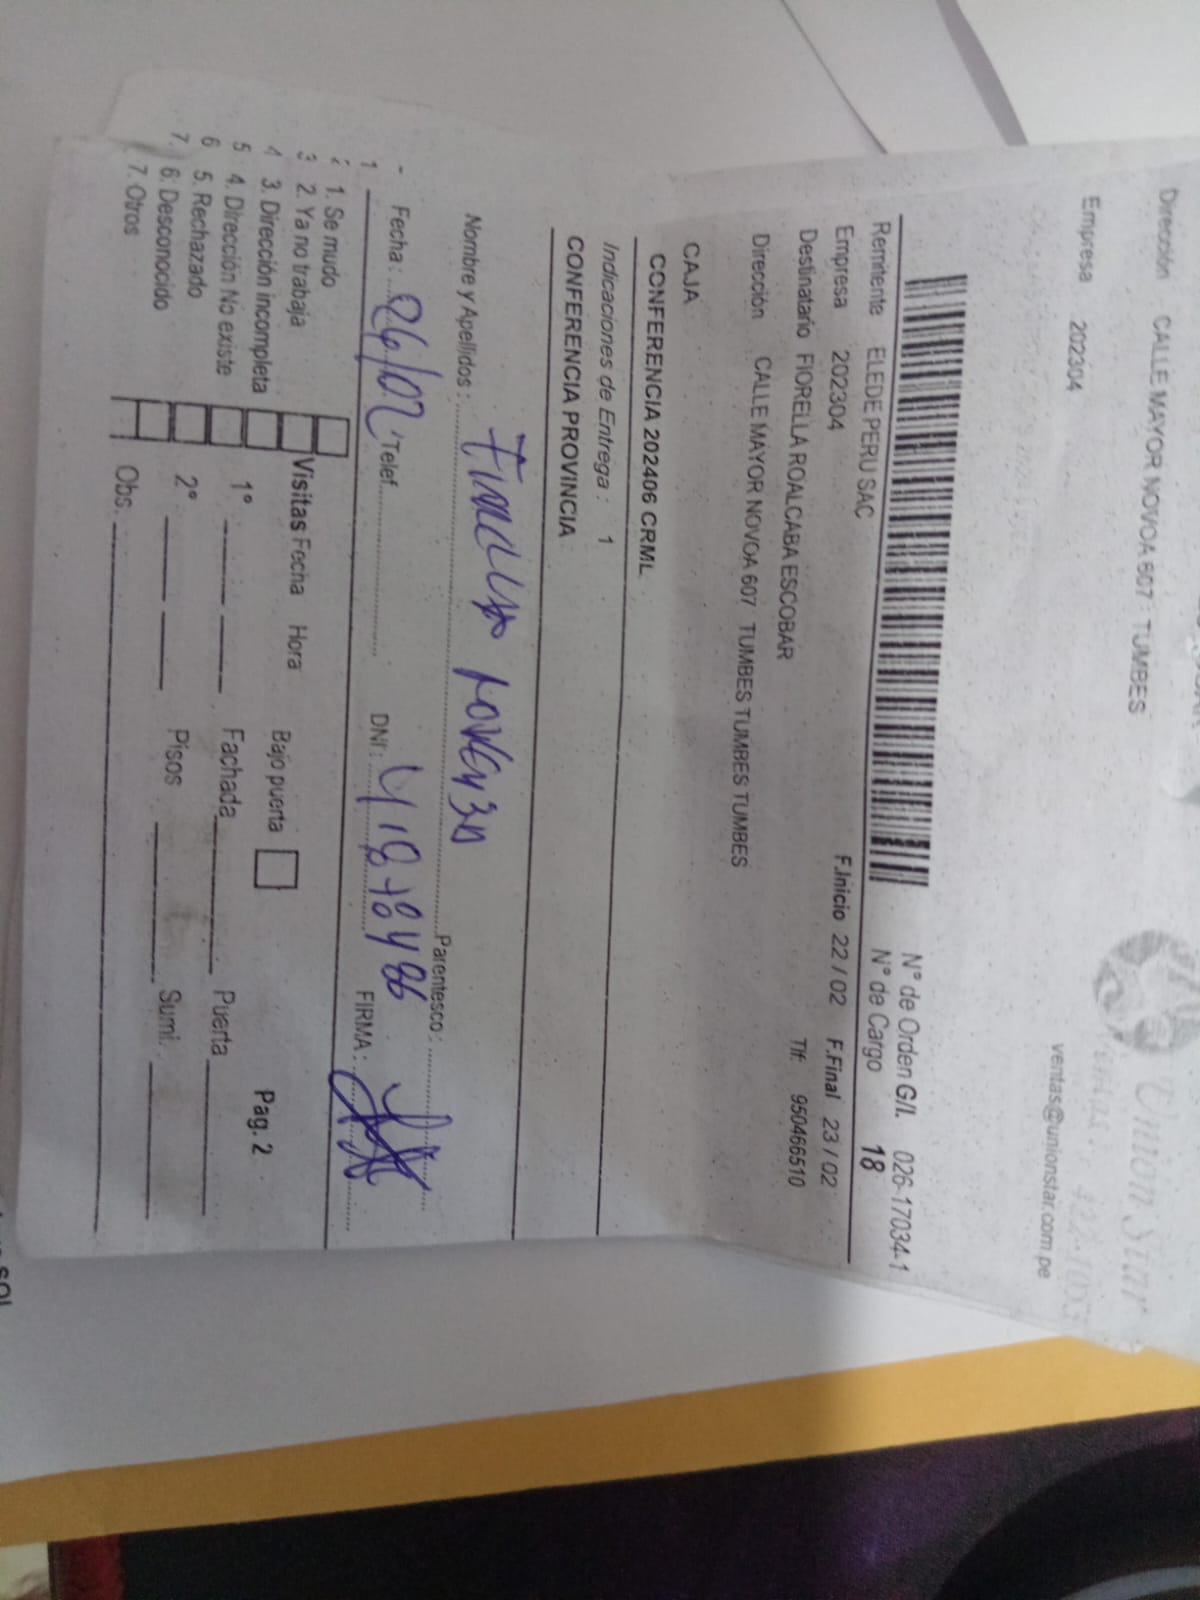 Dirección CALLE MAYOR NOVOA 607 TUMBES
Empresa 202304
Union Star
ventas@unionstar.com.pe
N° de Orden G/I. 026-17034-1
N° de Cargo 18
Remitente ELEDE PERU SAC
Empresa 202304 F.Inicio 22 / 02 F.Final 23 / 02
Destinatario FIORELLA ROALCABA ESCOBAR Tlf: 950466510
Dirección CALLE MAYOR NOVOA 607 TUMBES TUMBES TUMBES
CAJA
CONFERENCIA 202406 CRML
Indicaciones de Entrega : 1
CONFERENCIA PROVINCIA
Nombre y Apellidos : Parentesco :
Fecha : 26/02 Telef DNI : FIRMA :
1. Se mudo
2. Ya no trabaja Visitas Fecha Hora Bajo puerta Pag. 2
3. Dirección incompleta
4. Dirección No existe 1° Fachada Puerta
5. Rechazado
6. Desconocido 2° Pisos Sumi.
7. Otros Obs.